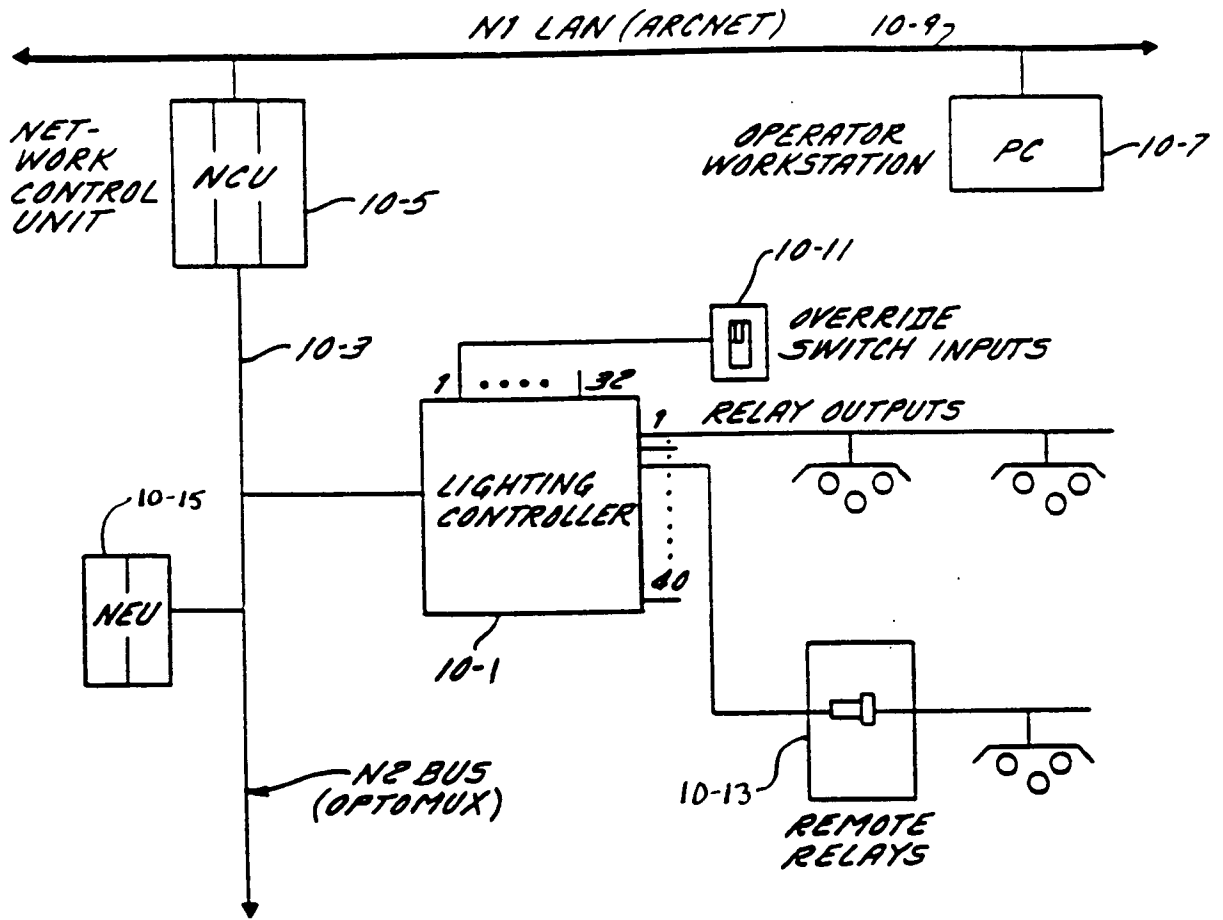 N1 LAN (ARCNET)
10-9
NET-
WORK
CONTROL
UNIT
NCU
10-5
OPERATOR
WORKSTATION
PC
10-7
10-11
OVERRIDE
SWITCH INPUTS
10-3
1 .... 32
1
RELAY OUTPUTS
LIGHTING
CONTROLLER
10-15
NEU
40
10-1
N2 BUS
(OPTOMUX)
10-13
REMOTE
RELAYS